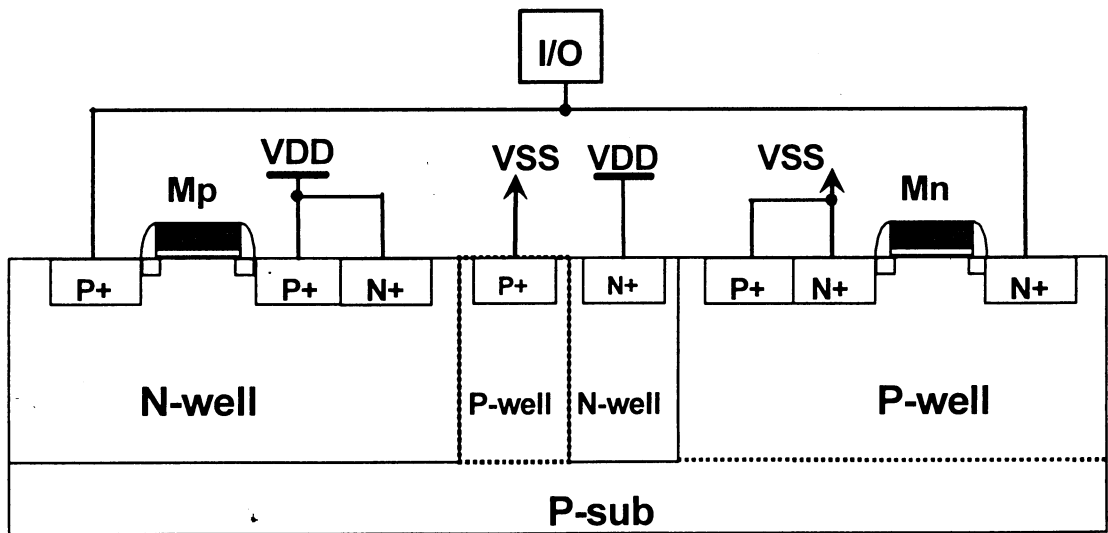 I/O
VDD
VSS
VDD
VSS
Mp
Mn
P+
P+
N+
P+
N+
P+
N+
N+
N-well
P-well
N-well
P-well
P-sub